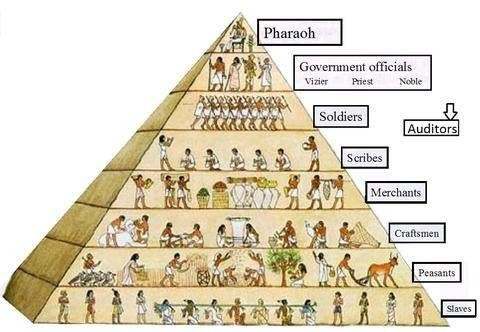 Pharaoh
Government officials
Vizier Priest Noble
Soldiers
Auditors
Scribes
Merchants
Craftsmen
Peasants
Slaves